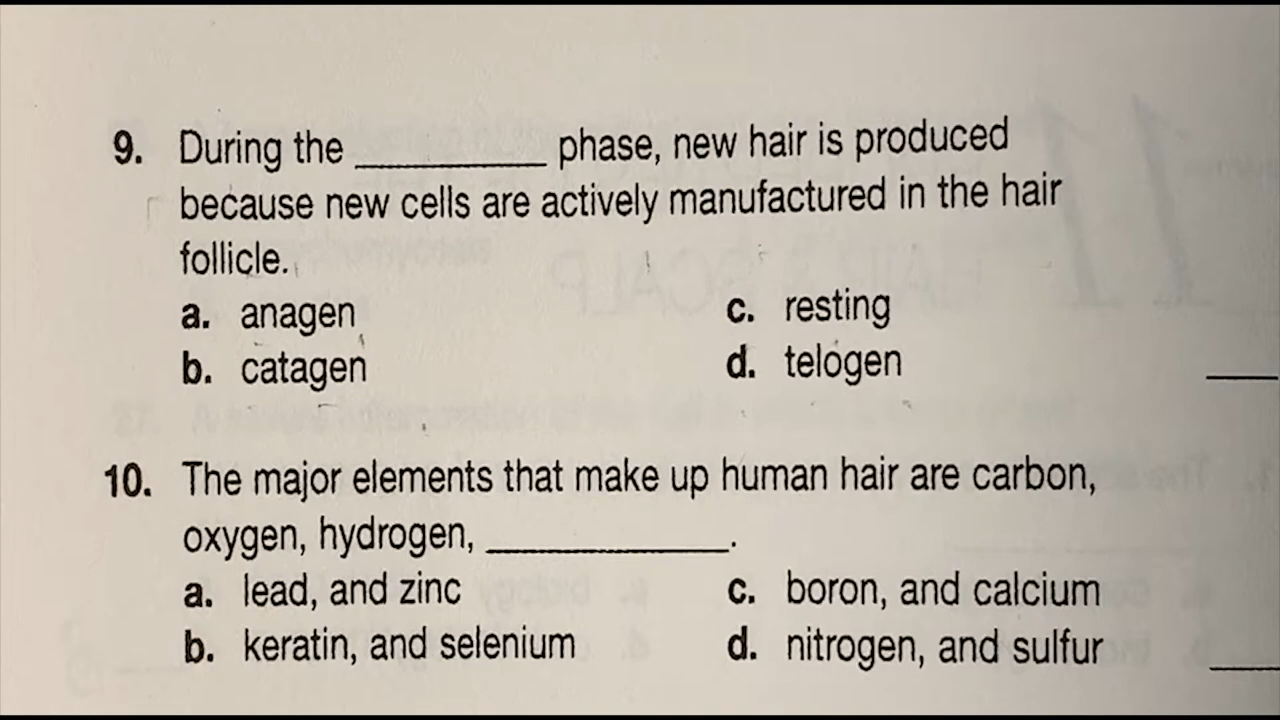 9. During the __________ phase, new hair is produced
because new cells are actively manufactured in the hair
follicle.
a. anagen
b. catagen
c. resting
d. telogen
10. The major elements that make up human hair are carbon,
oxygen, hydrogen, _____________.
a. lead, and zinc
b. keratin, and selenium
c. boron, and calcium
d. nitrogen, and sulfur